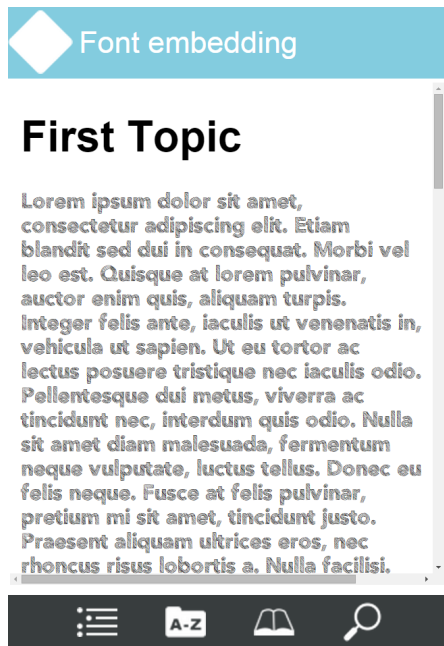 Font embedding
First Topic
Lorem ipsum dolor sit amet,
consectetur adipiscing elit. Etiam
blandit sed dui in consequat. Morbi vel
leo est. Quisque at lorem pulvinar,
auctor enim quis, aliquam turpis.
Integer felis ante, iaculis ut venenatis in,
vehicula ut sapien. Ut eu tortor ac
lectus posuere tristique nec iaculis odio.
Pellentesque dui metus, viverra ac
tincidunt nec, interdum quis odio. Nulla
sit amet diam malesuada, fermentum
neque vulputate, luctus tellus. Donec eu
felis neque. Fusce at felis pulvinar,
pretium mi sit amet, tincidunt justo.
Praesent aliquam ultrices eros, nec
rhoncus risus lobortis a. Nulla facilisi.
A-Z